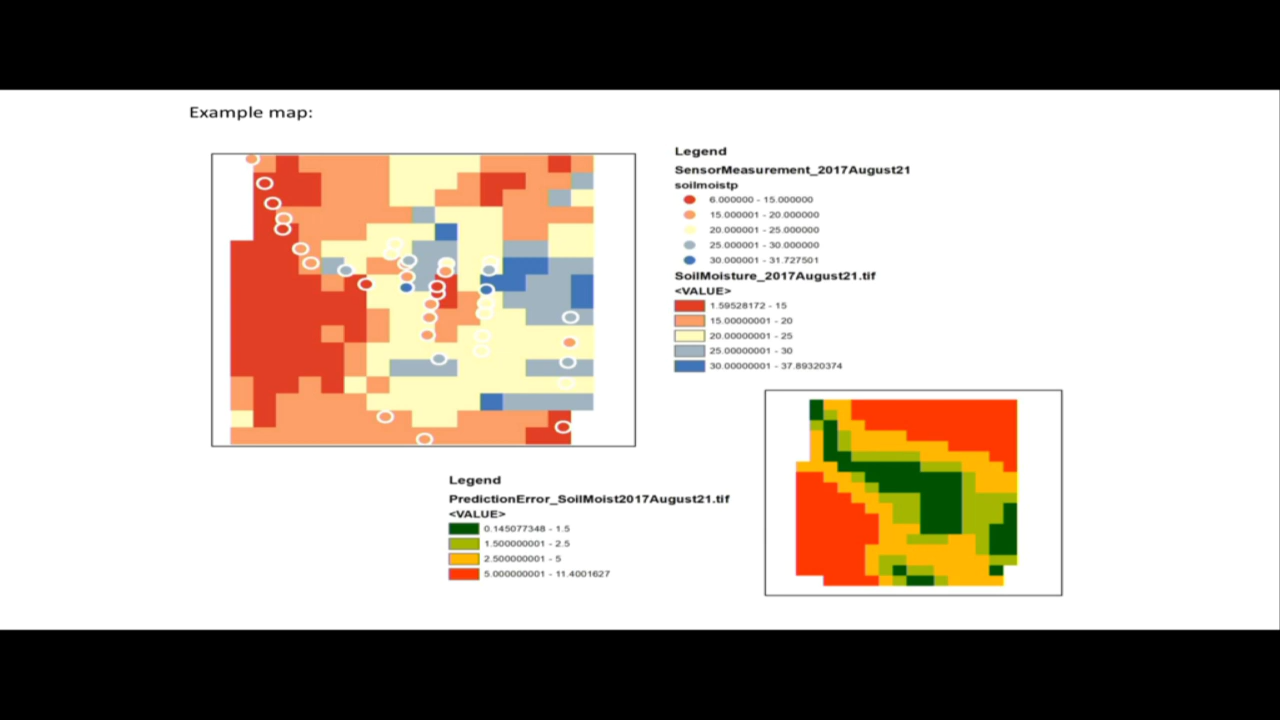 Example map:
Legend
SensorMeasurement_2017August21
soilmoistp
6.000000 - 15.000000
15.000001 - 20.000000
20.000001 - 25.000000
25.000001 - 30.000000
30.000001 - 31.727501
SoilMoisture_2017August21.tif
<VALUE>
1.59528172 - 15
15.00000001 - 20
20.00000001 - 25
25.00000001 - 30
30.00000001 - 37.89320374
Legend
PredictionError_SoilMoist2017August21.tif
<VALUE>
0.145077348 - 1.5
1.500000001 - 2.5
2.500000001 - 5
5.000000001 - 11.4001627